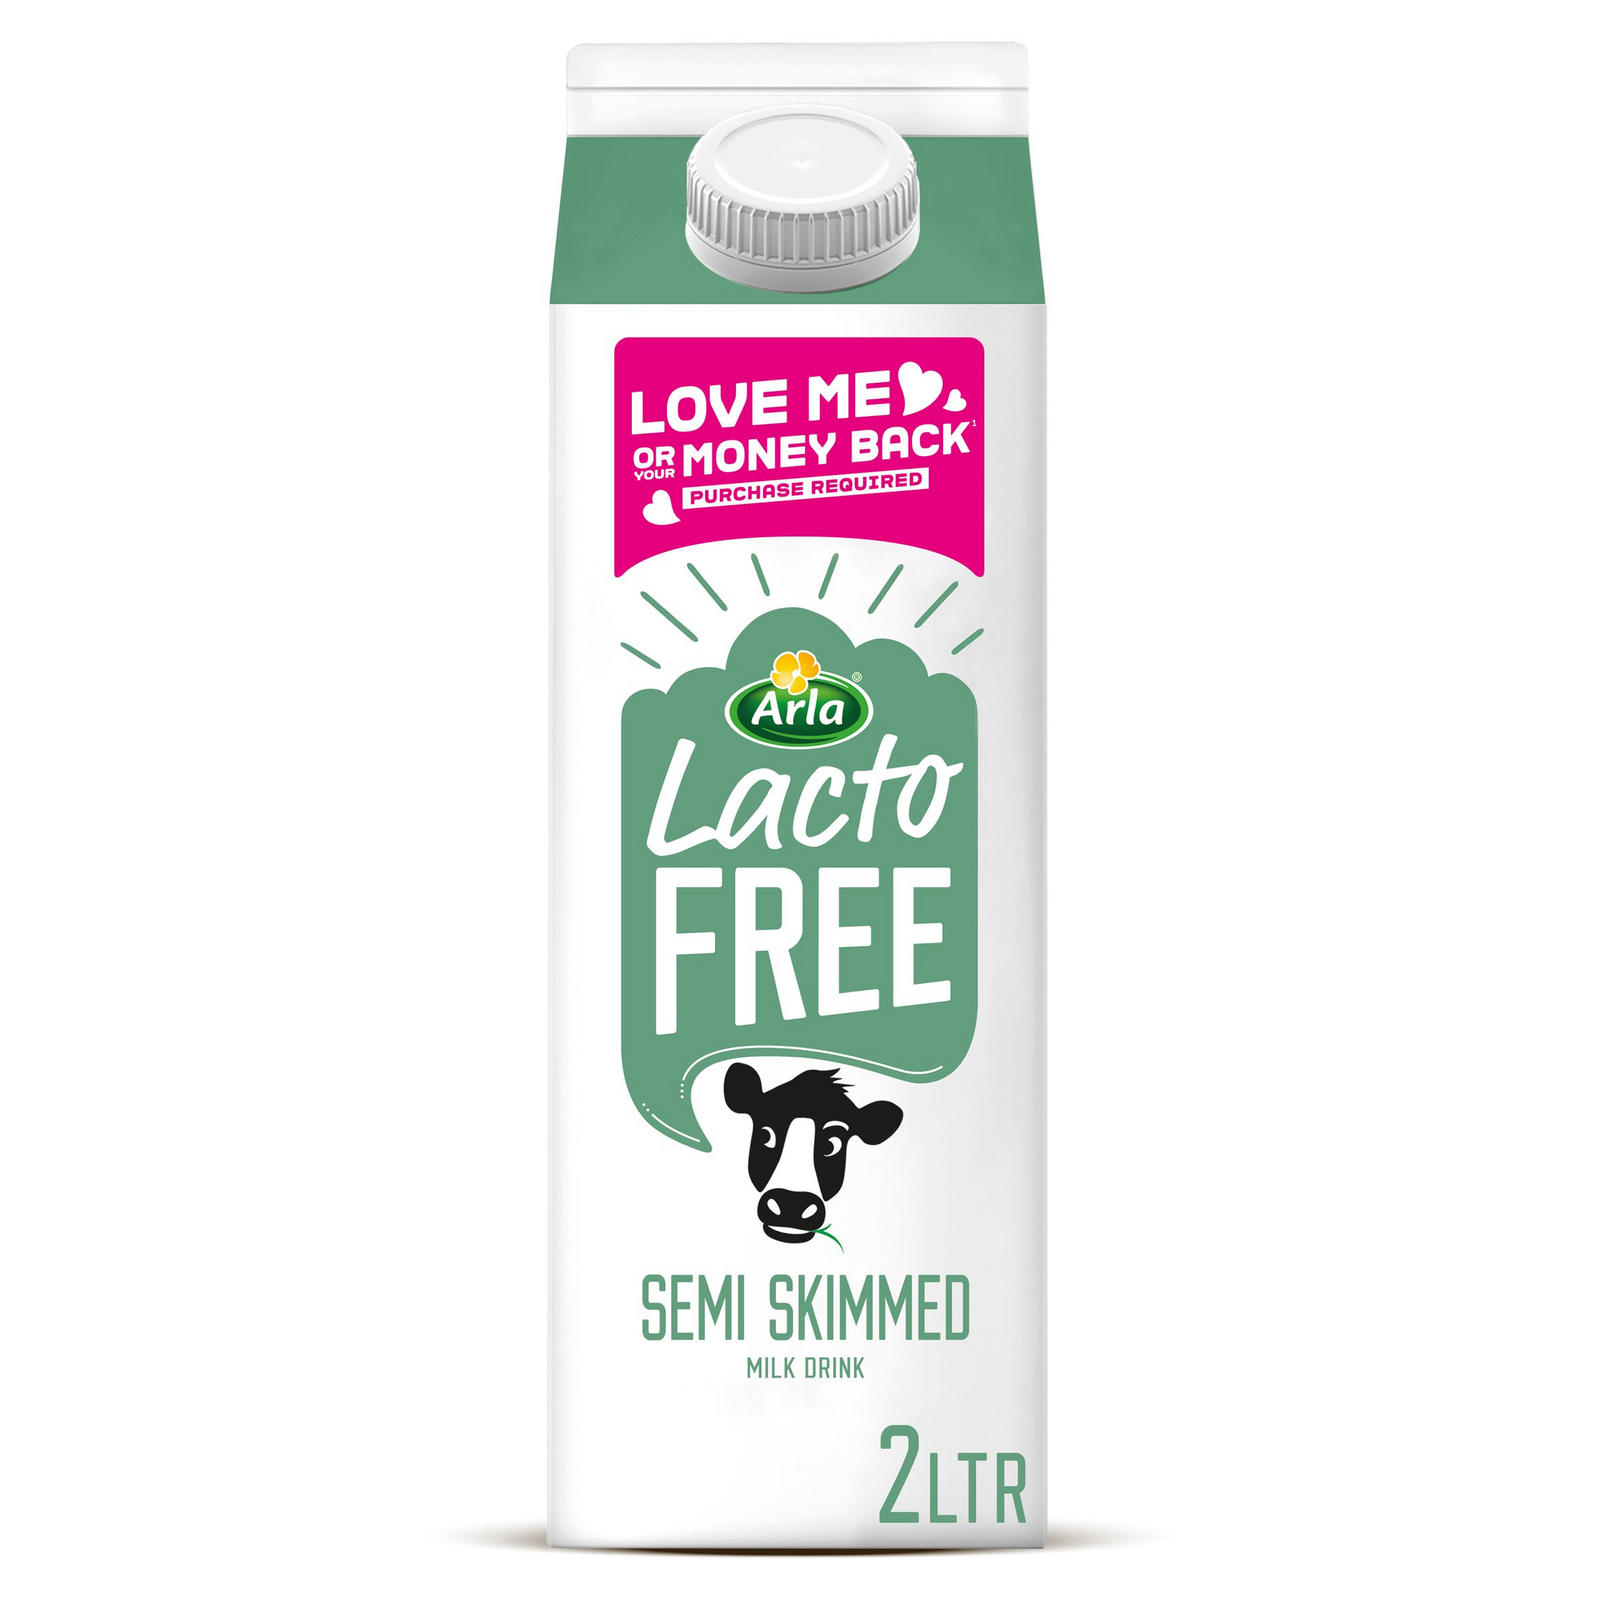 LOVE ME
OR YOUR MONEY BACK¹
PURCHASE REQUIRED
Arla®
Lacto
FREE
SEMI SKIMMED
MILK DRINK
2LTR